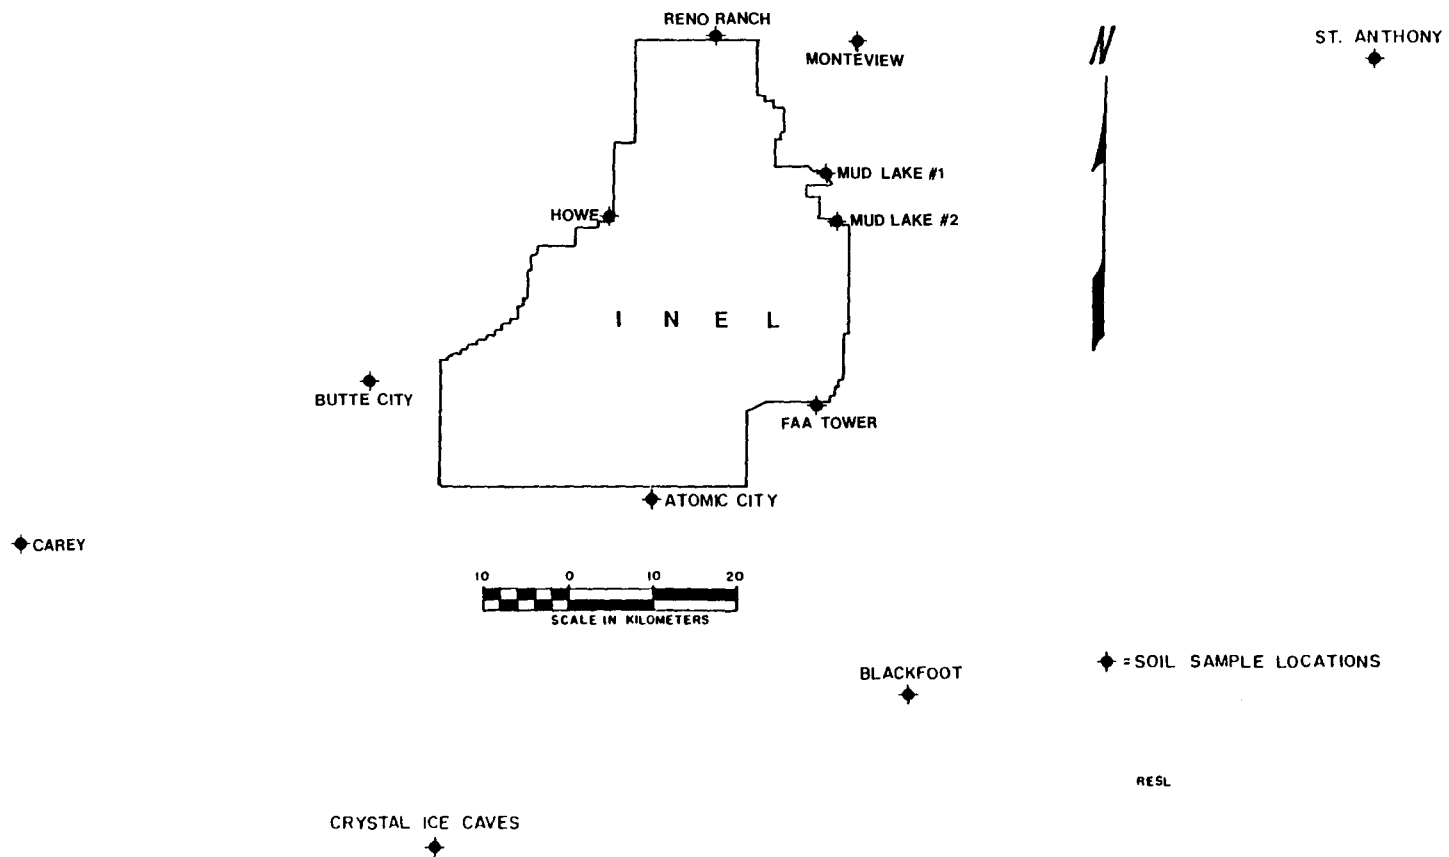 RENO RANCH
MONTEVIEW
N
ST. ANTHONY
MUD LAKE #1
HOWE
MUD LAKE #2
I N E L
BUTTE CITY
FAA TOWER
ATOMIC CITY
CAREY
10 0 10 20
SCALE IN KILOMETERS
BLACKFOOT
= SOIL SAMPLE LOCATIONS
RESL
CRYSTAL ICE CAVES